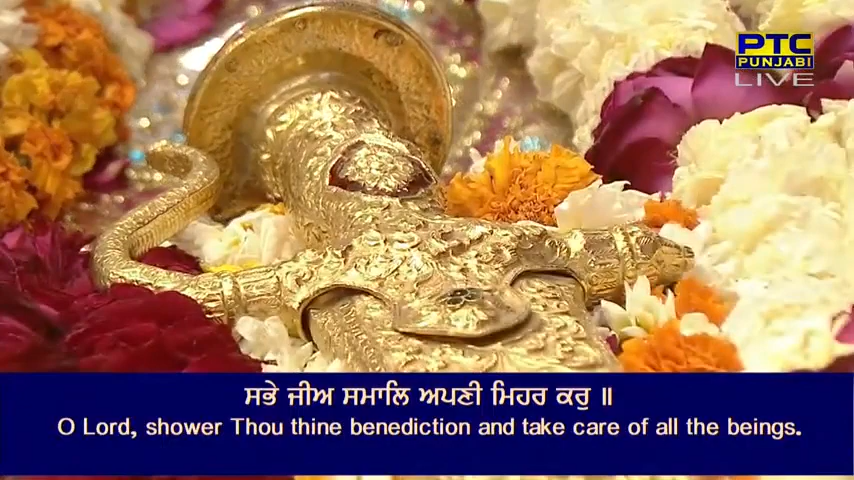 PTC
PUNJABI
LIVE
ਸਭੇ ਜੀਅ ਸਮਾਲਿ ਅਪਣੀ ਮਿਹਰ ਕਰੁ ॥
O Lord, shower Thou thine benediction and take care of all the beings.